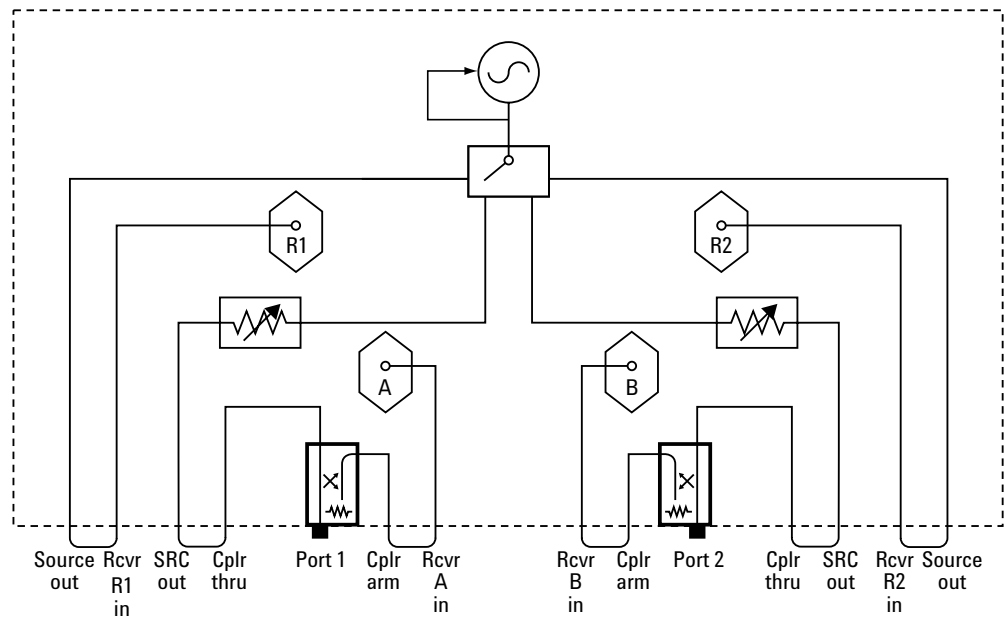 R1
R2
A
B
Source
out
Rcvr
R1
in
SRC
out
Cplr
thru
Port 1
Cplr
arm
Rcvr
A
in
Rcvr
B
in
Cplr
arm
Port 2
Cplr
thru
SRC
out
Rcvr
R2
in
Source
out